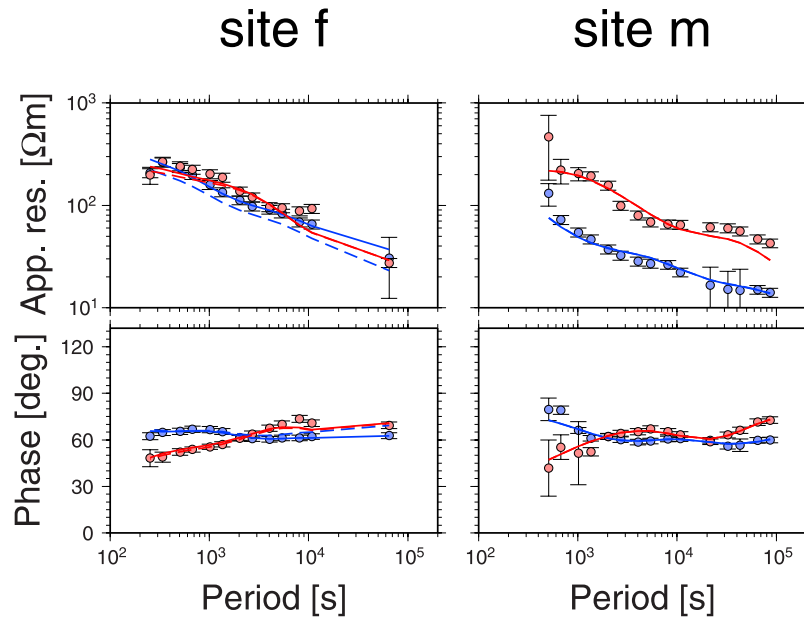 site f site m
App. res. [Ωm]
10³
10²
10¹
Phase [deg.]
120
90
60
30
0
10² 10³ 10⁴ 10⁵ 10² 10³ 10⁴ 10⁵
Period [s] Period [s]